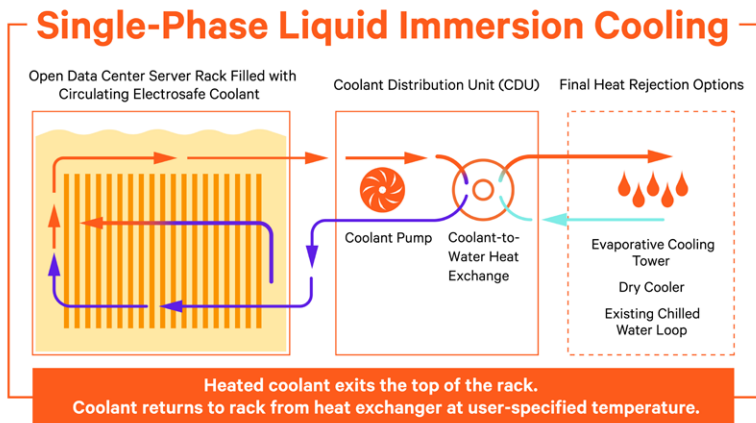 Single-Phase Liquid Immersion Cooling
Open Data Center Server Rack Filled with
Circulating Electrosafe Coolant
Coolant Distribution Unit (CDU)
Final Heat Rejection Options
Coolant Pump
Coolant-to-
Water Heat
Exchange
Evaporative Cooling
Tower
Dry Cooler
Existing Chilled
Water Loop
Heated coolant exits the top of the rack.
Coolant returns to rack from heat exchanger at user-specified temperature.